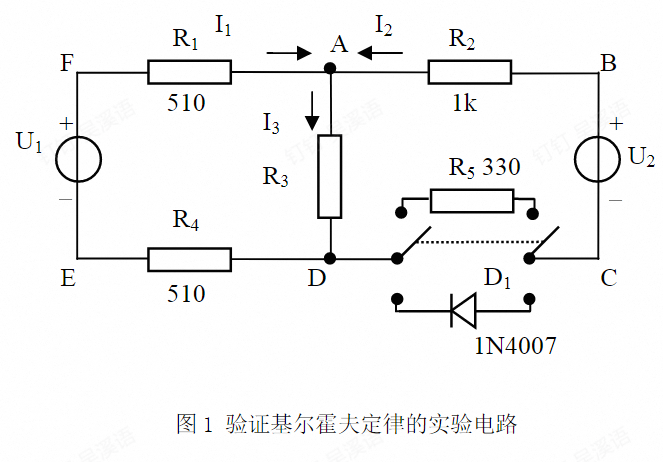 I₁ I₂
F R₁ A R₂ B
510 1k
U₁ + I₃ + U₂
R₃ R₅ 330
− −
R₄
E D D₁ C
510
1N4007
图 1 验证基尔霍夫定律的实验电路